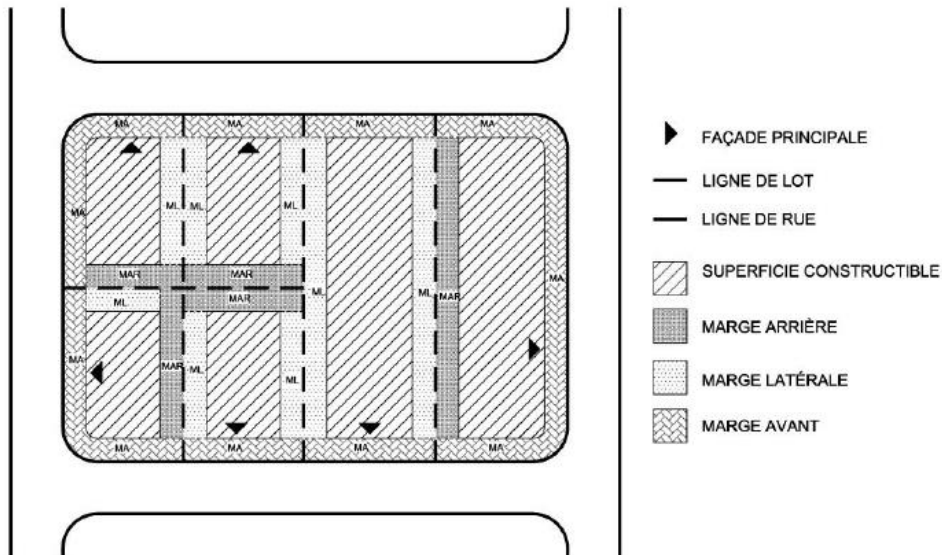 MA MA MA MA
MA
ML ML ML
MAR MAR
MA
ML MAR ML ML MAR
MA MAR ML ML
MA MA MA MA
FAÇADE PRINCIPALE
LIGNE DE LOT
LIGNE DE RUE
SUPERFICIE CONSTRUCTIBLE
MARGE ARRIÈRE
MARGE LATÉRALE
MARGE AVANT